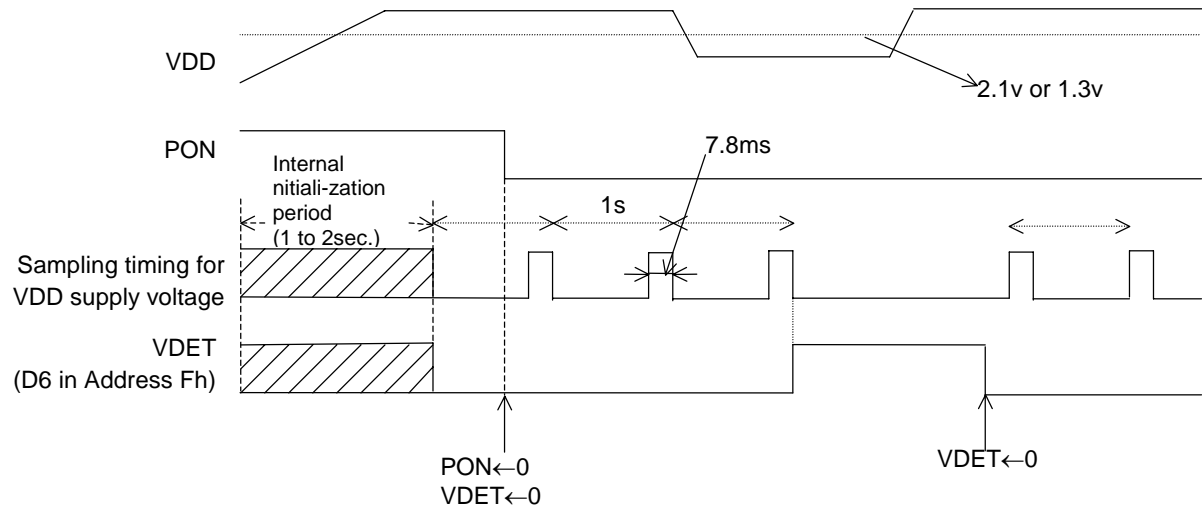 VDD
2.1v or 1.3v
PON
7.8ms
Internal
nitiali-zation
period
(1 to 2sec.)
1s
Sampling timing for
VDD supply voltage
VDET
(D6 in Address Fh)
PON←0
VDET←0
VDET←0